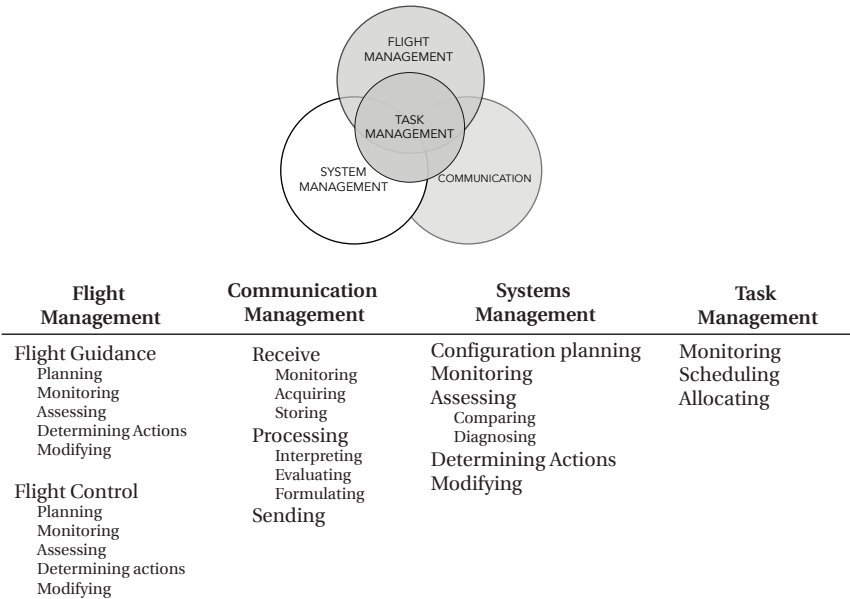 FLIGHT
MANAGEMENT
TASK
MANAGEMENT
SYSTEM
MANAGEMENT
COMMUNICATION
Flight
Management
Flight Guidance
Planning
Monitoring
Assessing
Determining Actions
Modifying
Flight Control
Planning
Monitoring
Assessing
Determining actions
Modifying
Communication
Management
Receive
Monitoring
Acquiring
Storing
Processing
Interpreting
Evaluating
Formulating
Sending
Systems
Management
Configuration planning
Monitoring
Assessing
Comparing
Diagnosing
Determining Actions
Modifying
Task
Management
Monitoring
Scheduling
Allocating